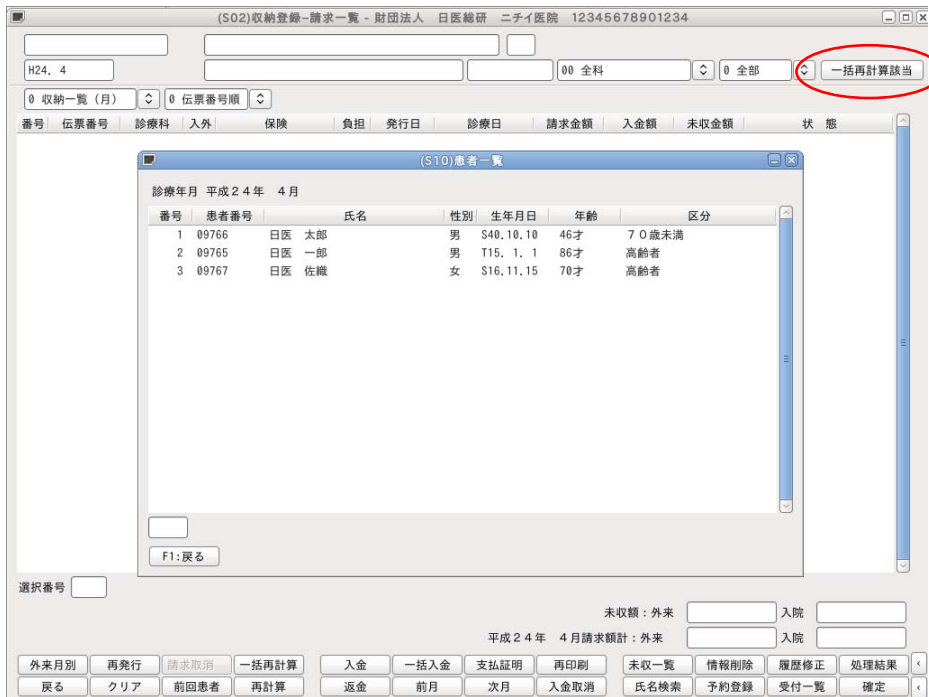 (S02)収納登録−請求一覧 - 財団法人 日医総研 ニチイ医院 12345678901234
H24. 4 00 全科 0 全部 一括再計算該当
0 収納一覧(月) 0 伝票番号順
番号 伝票番号 診療科 入外 保険 負担 発行日 診療日 請求金額 入金額 未収金額 状 態
(S10)患者一覧
診療年月 平成24年 4月
番号 患者番号 氏名 性別 生年月日 年齢 区分
1 09766 日医 太郎 男 S40.10.10 46才 70歳未満
2 09765 日医 一郎 男 T15. 1. 1 86才 高齢者
3 09767 日医 佐織 女 S16.11.15 70才 高齢者
F1:戻る
選択番号
未収額:外来 入院
平成24年 4月請求額計:外来 入院
外来月別 再発行 請求取消 一括再計算 入金 一括入金 支払証明 再印刷 未収一覧 情報削除 履歴修正 処理結果
戻る クリア 前回患者 再計算 返金 前月 次月 入金取消 氏名検索 予約登録 受付一覧 確定